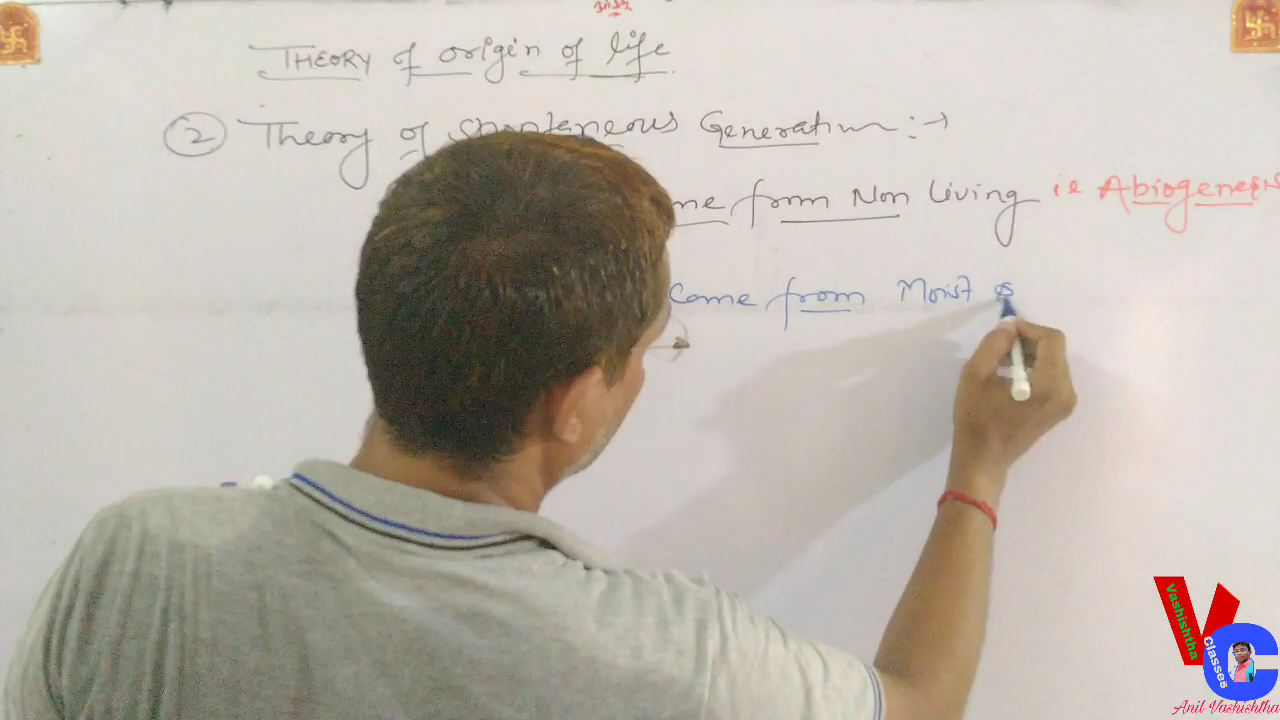 THEORY of origin of life
2 Theory of Spontaneous Generation :→
from Non Living ie Abiogenesis
Come from Moist
Vashishtha
Classes
Anil Vashishtha